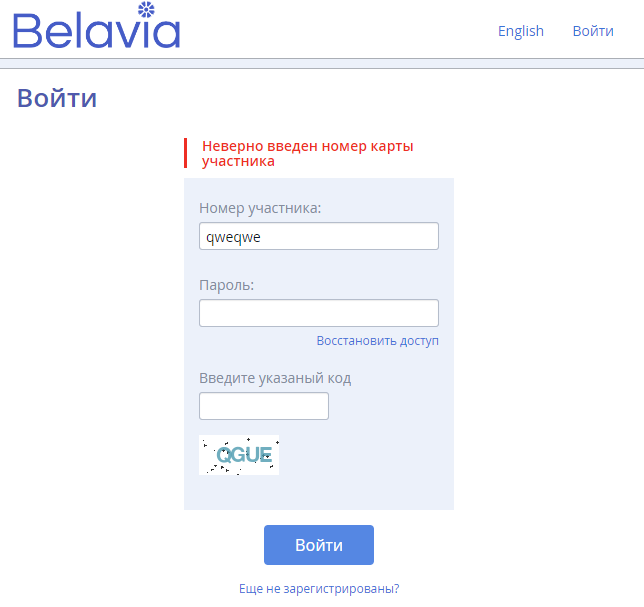 Belavia
English Войти
Войти
Неверно введен номер карты
участника
Номер участника:
qweqwe
Пароль:
Восстановить доступ
Введите указаный код
QGUE
Войти
Еще не зарегистрированы?